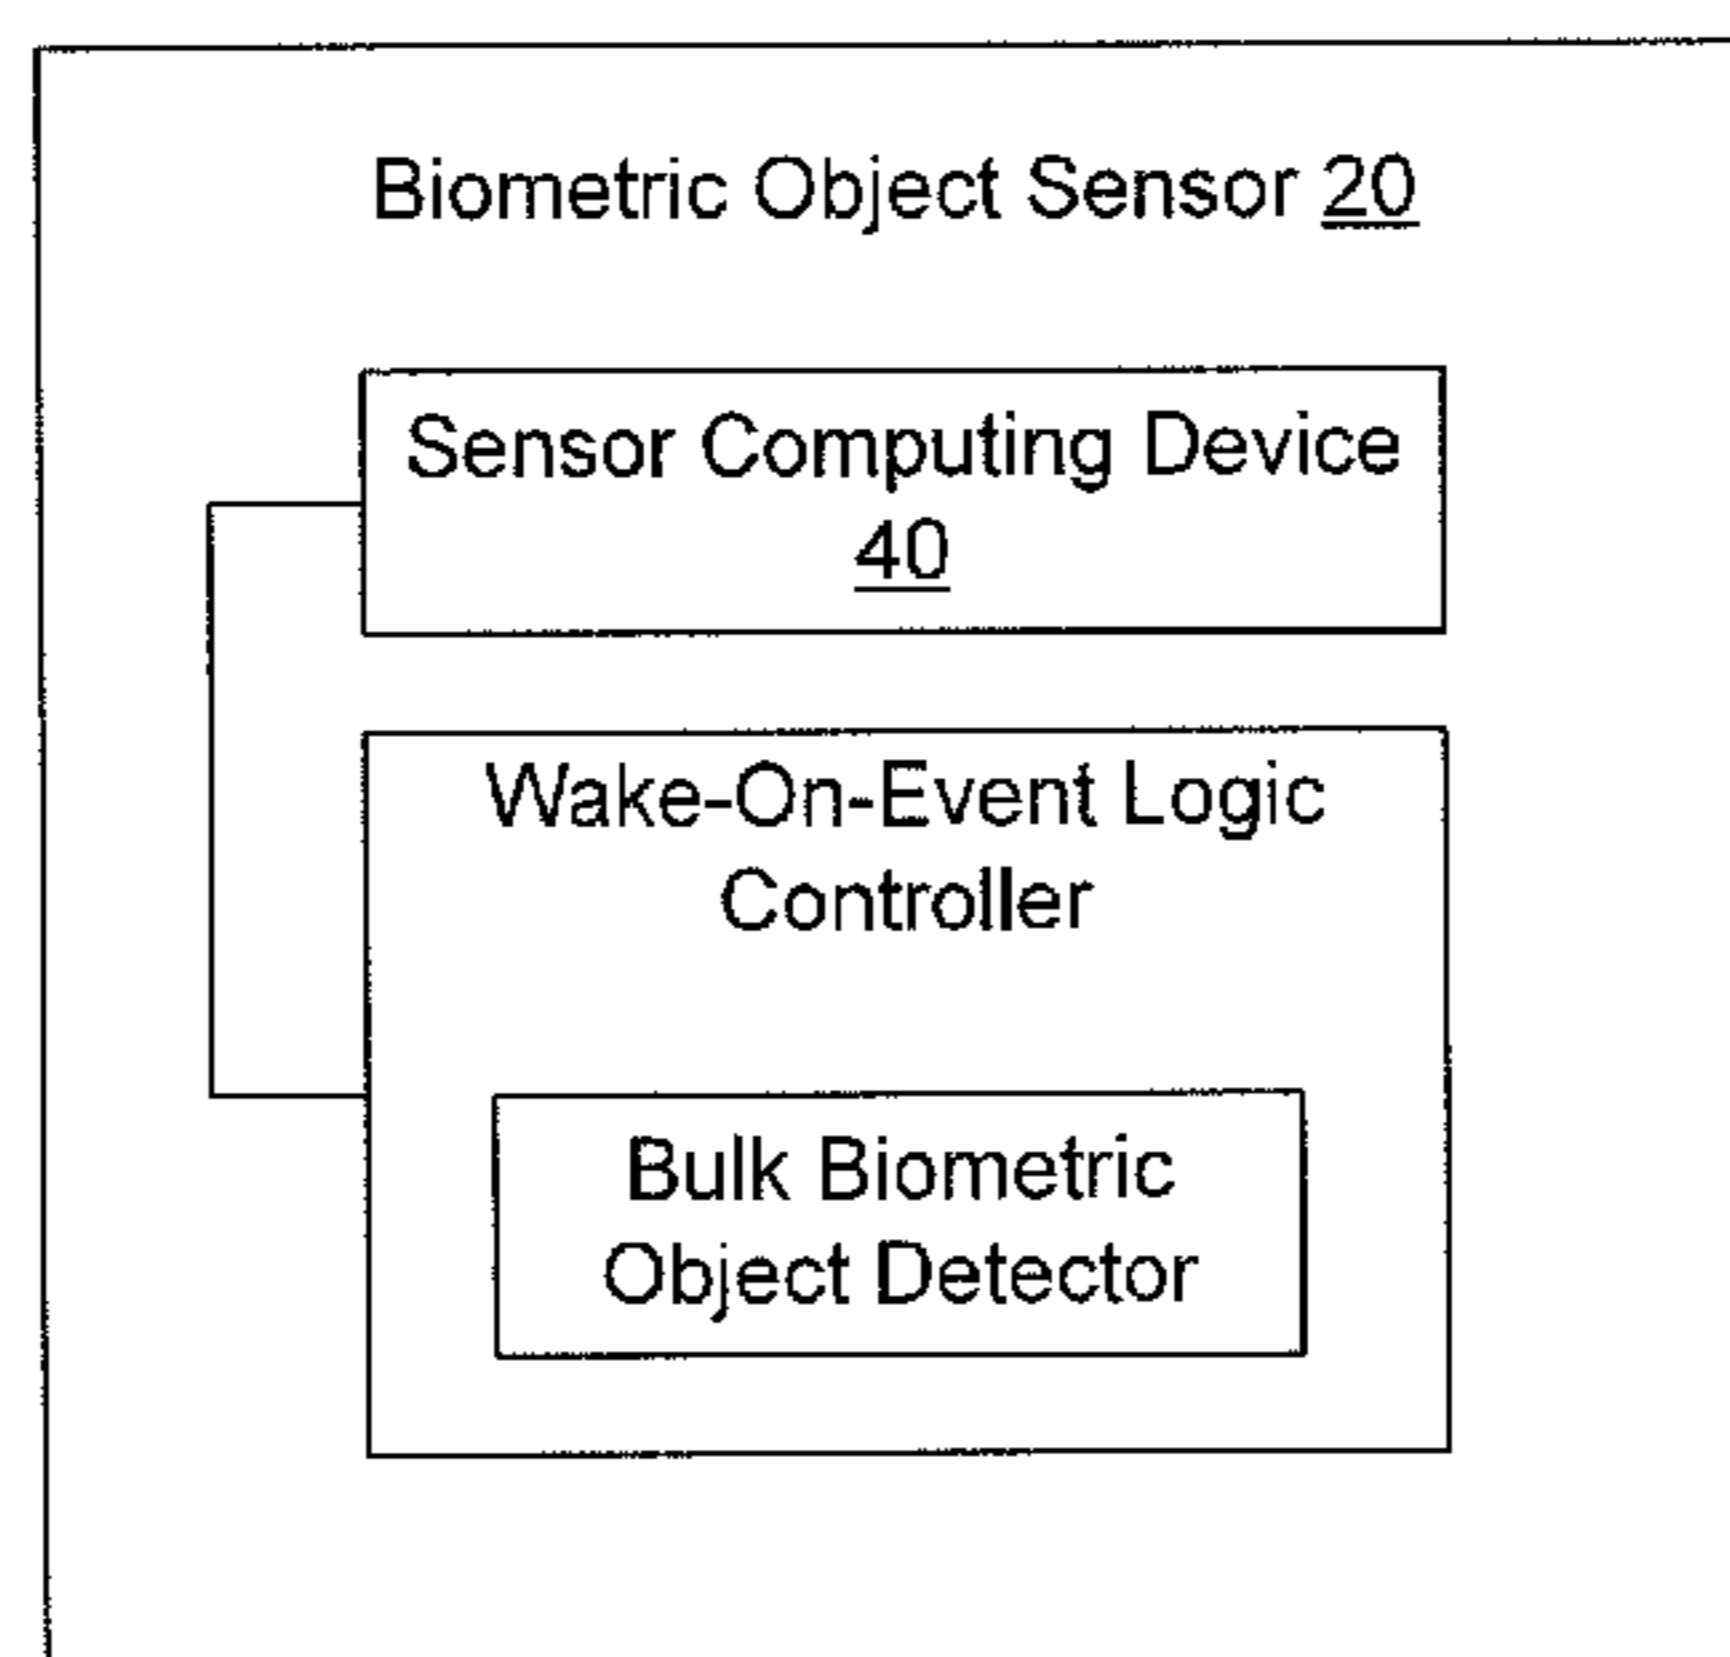 Biometric Object Sensor 20
Sensor Computing Device
40
Wake-On-Event Logic
Controller
Bulk Biometric
Object Detector